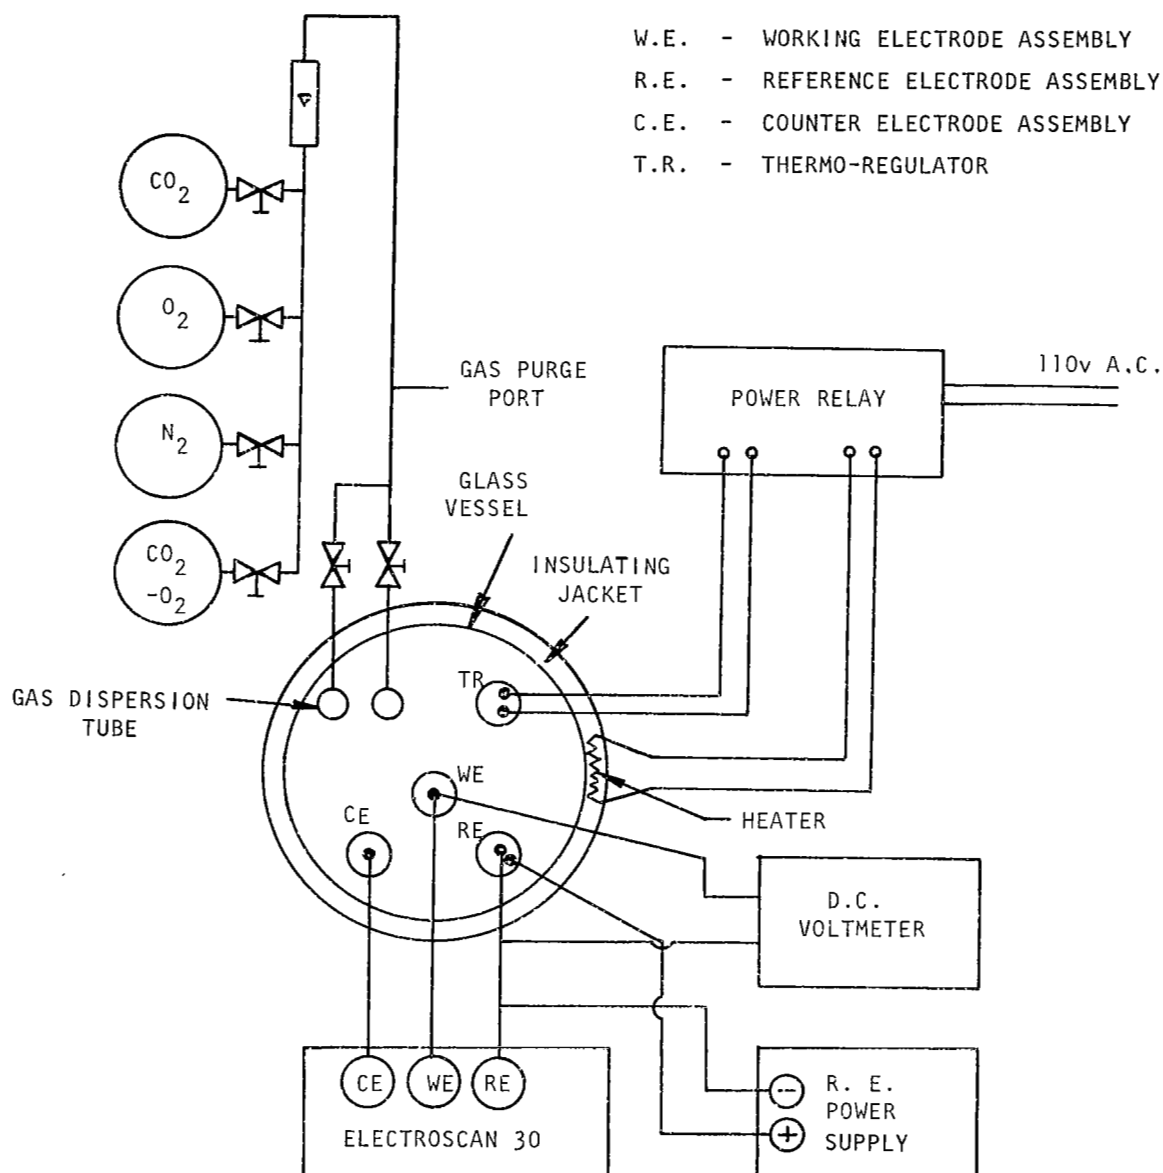 W.E. - WORKING ELECTRODE ASSEMBLY
R.E. - REFERENCE ELECTRODE ASSEMBLY
C.E. - COUNTER ELECTRODE ASSEMBLY
T.R. - THERMO-REGULATOR
CO2
O2
N2
CO2
-O2
GAS PURGE
PORT
110v A.C.
POWER RELAY
GLASS
VESSEL
INSULATING
JACKET
GAS DISPERSION
TUBE
TR
WE
CE
RE
HEATER
D.C.
VOLTMETER
CE
WE
RE
ELECTROSCAN 30
-
+
R. E.
POWER
SUPPLY